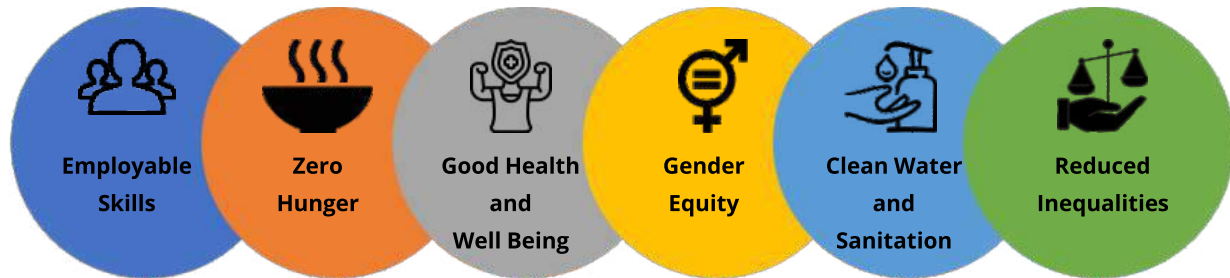 Employable
Skills
Zero
Hunger
Good Health
and
Well Being
Gender
Equity
Clean Water
and
Sanitation
Reduced
Inequalities